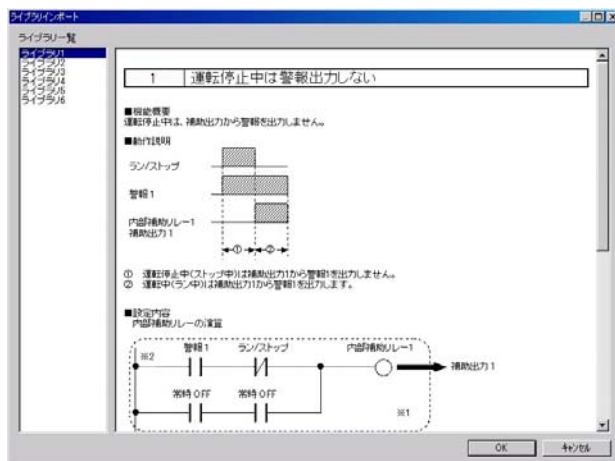 ライブラリインポート
ライブラリ一覧
ライブラリ1
ライブラリ2
ライブラリ3
ライブラリ4
ライブラリ5
ライブラリ6
1 運転停止中は警報出力しない
■機能概要
運転停止中は、補助出力から警報を出力しません。
■動作説明
ラン/ストップ
警報1
内部補助リレー1
補助出力1
① ②
① 運転停止中(ストップ中)は補助出力1から警報1を出力しません。
② 運転中(ラン中)は補助出力1から警報1を出力します。
■設定内容
内部補助リレーの演算
※2 警報1 ラン/ストップ 内部補助リレー1
補助出力1
常時OFF 常時OFF
※1
OK キャンセル